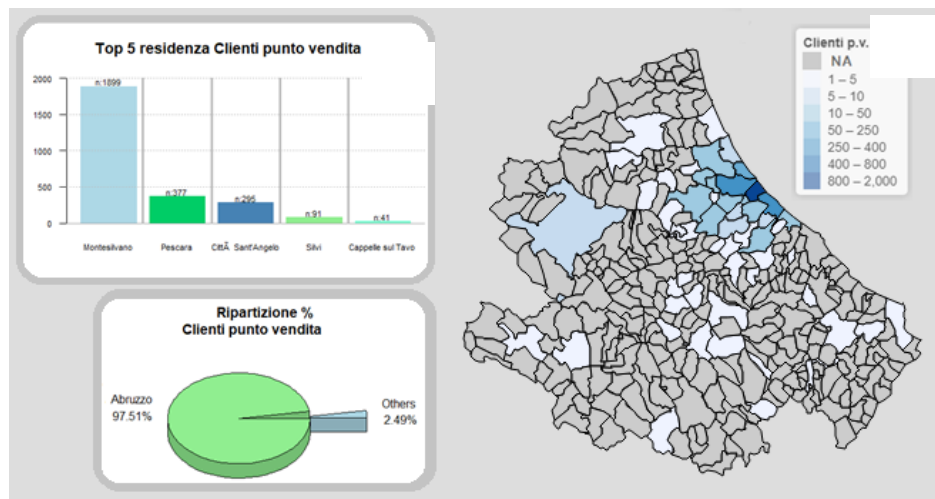 Top 5 residenza Clienti punto vendita
2000
1500
1000
500
0
n:1899
n:377
n:295
n:91
n:41
Montesilvano
Pescara
CittÃ Sant'Angelo
Silvi
Cappelle sul Tavo
Ripartizione %
Clienti punto vendita
Abruzzo
97.51%
Others
2.49%
Clienti p.v.
NA
1 – 5
5 – 10
10 – 50
50 – 250
250 – 400
400 – 800
800 – 2,000